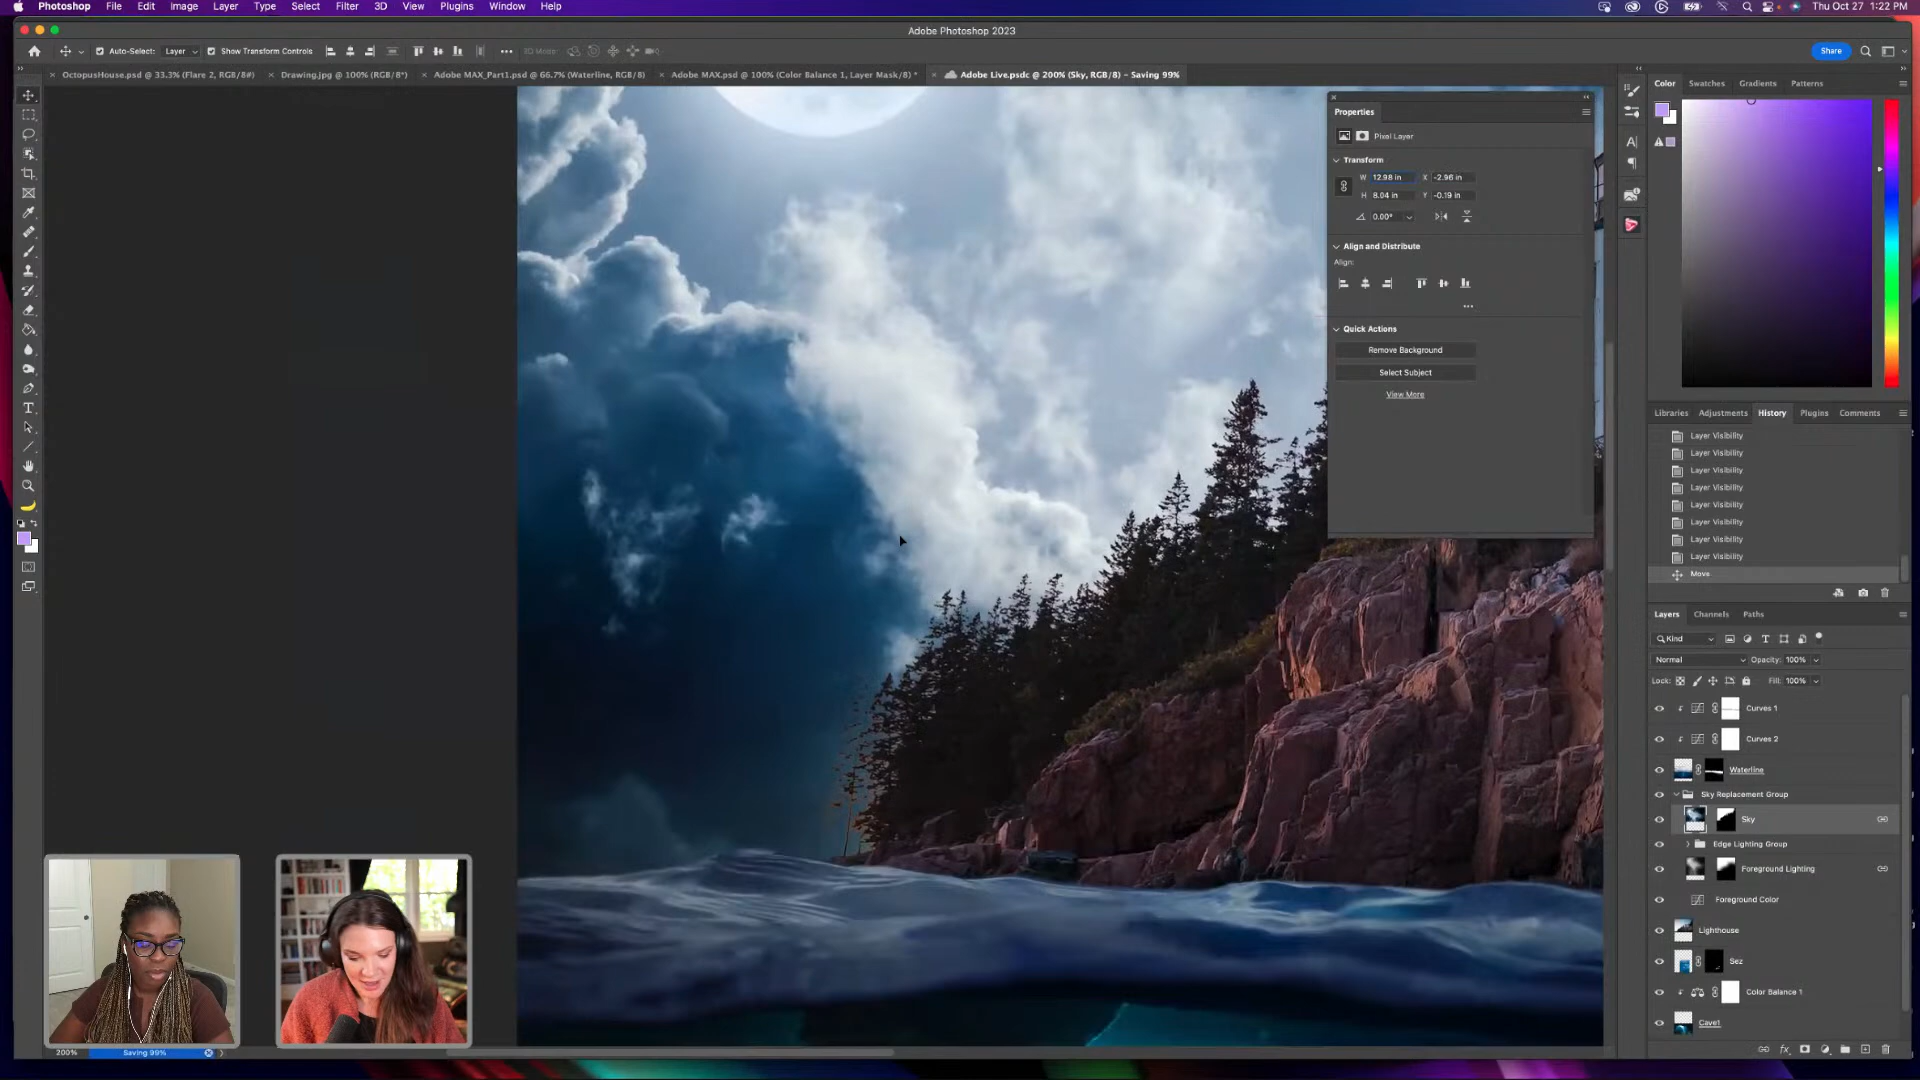 Photoshop File Edit Image Layer Type Select Filter 3D View Plugins Window Help Thu Oct 27 1:22 PM
Adobe Photoshop 2023
Auto-Select: Layer Show Transform Controls 3D Mode: Share
OctopusHouse.psd @ 33.3% (Flare 2, RGB/8#) Drawing.jpg @ 100% (RGB/8*) Adobe MAX_Part1.psd @ 66.7% (Waterline, RGB/8) Adobe MAX.psd @ 100% (Color Balance 1, Layer Mask/8) * Adobe Live.psdc @ 200% (Sky, RGB/8) – Saving 99%
Color Swatches Gradients Patterns
Properties
Pixel Layer
Transform
W 12.98 in X -2.96 in
H 8.04 in Y -0.19 in
0.00°
Align and Distribute
Align:
Quick Actions
Remove Background
Select Subject
View More
Libraries Adjustments History Plugins Comments
Layer Visibility
Layer Visibility
Layer Visibility
Layer Visibility
Layer Visibility
Layer Visibility
Layer Visibility
Layer Visibility
Move
Layers Channels Paths
Kind
Normal Opacity: 100%
Lock: Fill: 100%
Curves 1
Curves 2
Waterline
Sky Replacement Group
Sky
Edge Lighting Group
Foreground Lighting
Foreground Color
Lighthouse
Sez
Color Balance 1
Cave1
fx
200% Saving 99%